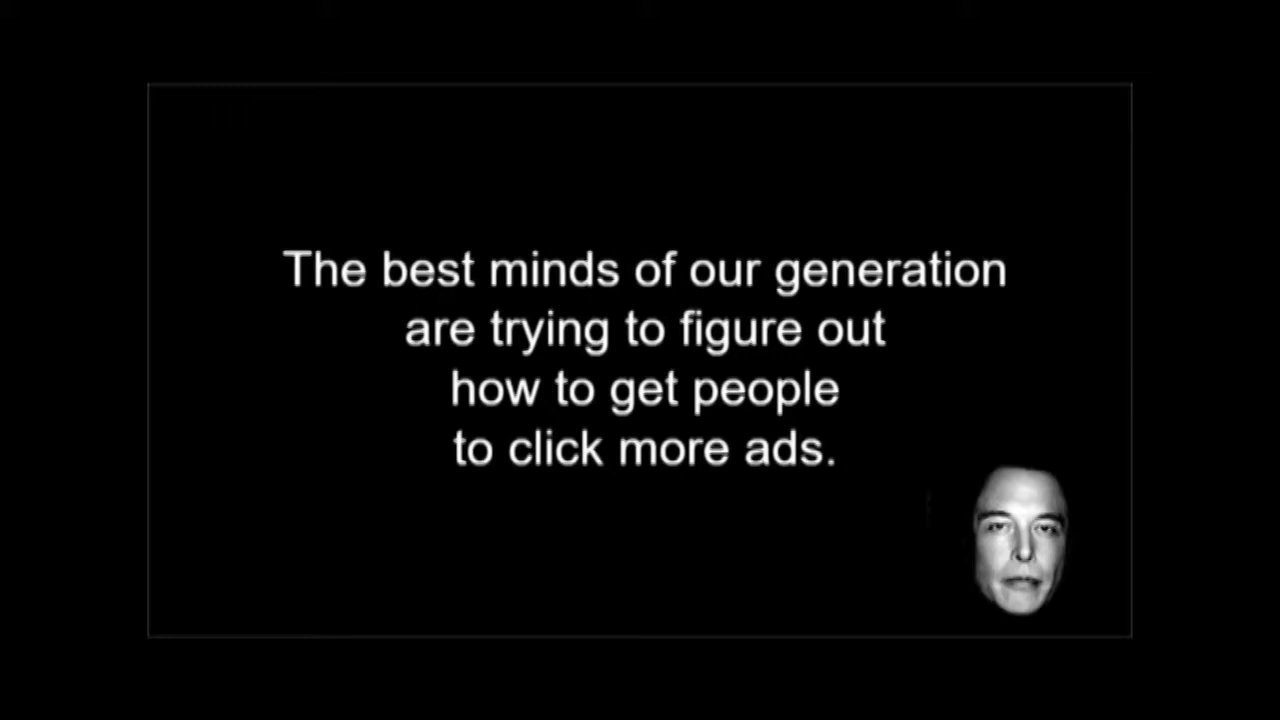 The best minds of our generation
are trying to figure out
how to get people
to click more ads.